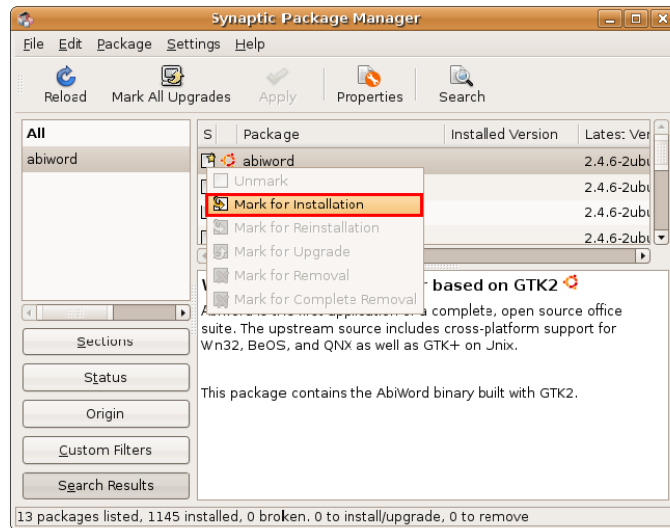 Synaptic Package Manager
File Edit Package Settings Help
Reload Mark All Upgrades Apply Properties Search
All
abiword
S Package Installed Version Latest Ver
abiword 2.4.6-2ubu
2.4.6-2ubu
2.4.6-2ubu
2.4.6-2ubu
Unmark
Mark for Installation
Mark for Reinstallation
Mark for Upgrade
Mark for Removal
Mark for Complete Removal
based on GTK2
complete, open source office
suite. The upstream source includes cross-platform support for
Wn32, BeOS, and QNX as well as GTK+ on Unix.
This package contains the AbiWord binary built with GTK2.
Sections
Status
Origin
Custom Filters
Search Results
13 packages listed, 1145 installed, 0 broken. 0 to install/upgrade, 0 to remove